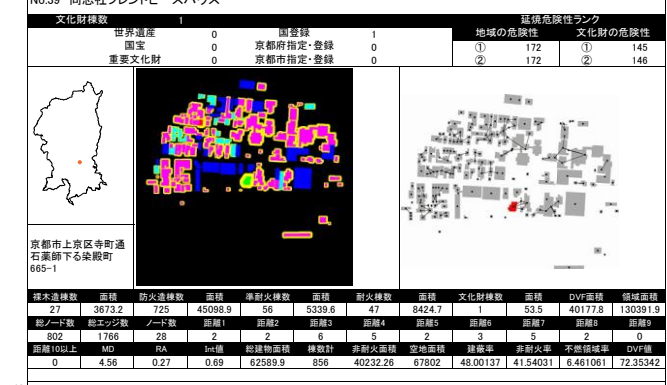 No.39 同志社フレンドピースハウス
文化財棟数 1 延焼危険性ランク
世界遺産 0 国登録 1 地域の危険性 文化財の危険性
国宝 0 京都府指定・登録 0 ① 172 ① 145
重要文化財 0 京都市指定・登録 0 ② 172 ② 146
京都市上京区寺町通
石薬師下る染殿町
665-1
裸木造棟数 面積 防火造棟数 面積 準耐火棟数 面積 耐火棟数 面積 文化財棟数 面積 DVF面積 領域面積
27 3673.2 725 45098.9 56 5339.6 47 8424.7 1 53.5 40177.8 130391.9
総ノード数 総エッジ数 ノード数 距離1 距離2 距離3 距離4 距離5 距離6 距離7 距離8 距離9
802 1766 28 2 2 6 5 2 3 5 2 0
距離10以上 MD RA Int値 総建物面積 棟数計 非耐火面積 空地面積 建蔽率 非耐火率 不燃領域率 DVF値
0 4.56 0.27 0.69 62589.9 856 40232.26 67802 48.00137 41.54031 6.461061 72.35342